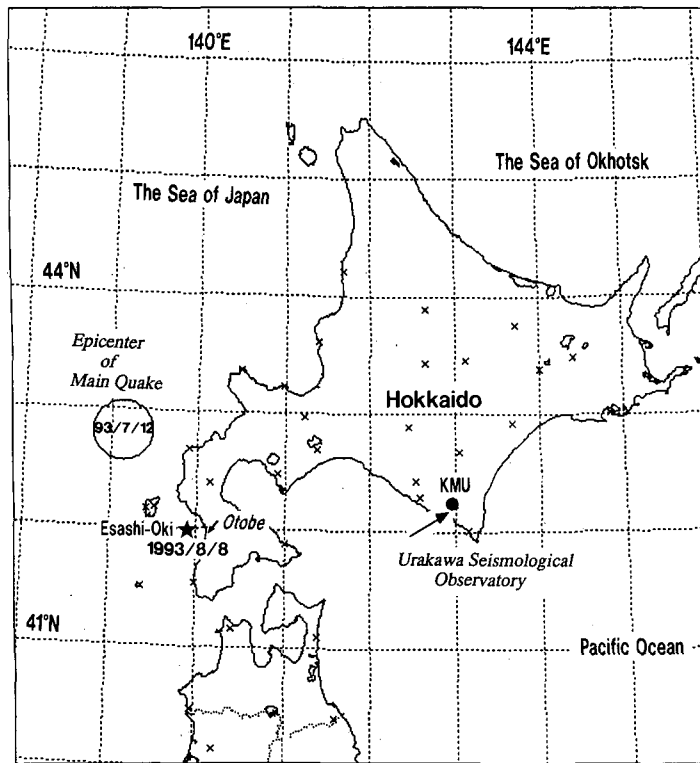 140°E
144°E
The Sea of Okhotsk
The Sea of Japan
44°N
Epicenter
of
Main Quake
93/7/12
Hokkaido
KMU
Esashi-Oki
Otobe
1993/8/8
Urakawa Seismological
Observatory
41°N
Pacific Ocean